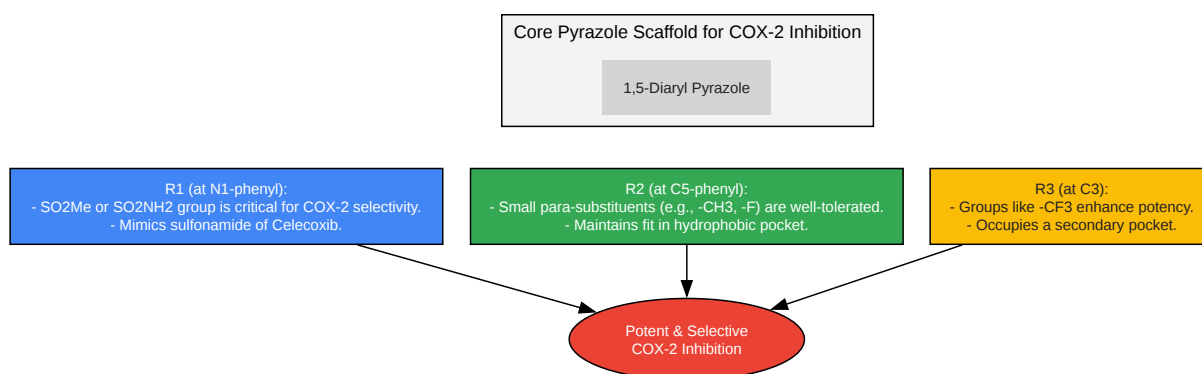 Core Pyrazole Scaffold for COX-2 Inhibition
1,5-Diaryl Pyrazole
R1 (at N1-phenyl):
- SO2Me or SO2NH2 group is critical for COX-2 selectivity.
- Mimics sulfonamide of Celecoxib.
R2 (at C5-phenyl):
- Small para-substituents (e.g., -CH3, -F) are well-tolerated.
- Maintains fit in hydrophobic pocket.
R3 (at C3):
- Groups like -CF3 enhance potency.
- Occupies a secondary pocket.
Potent & Selective
COX-2 Inhibition